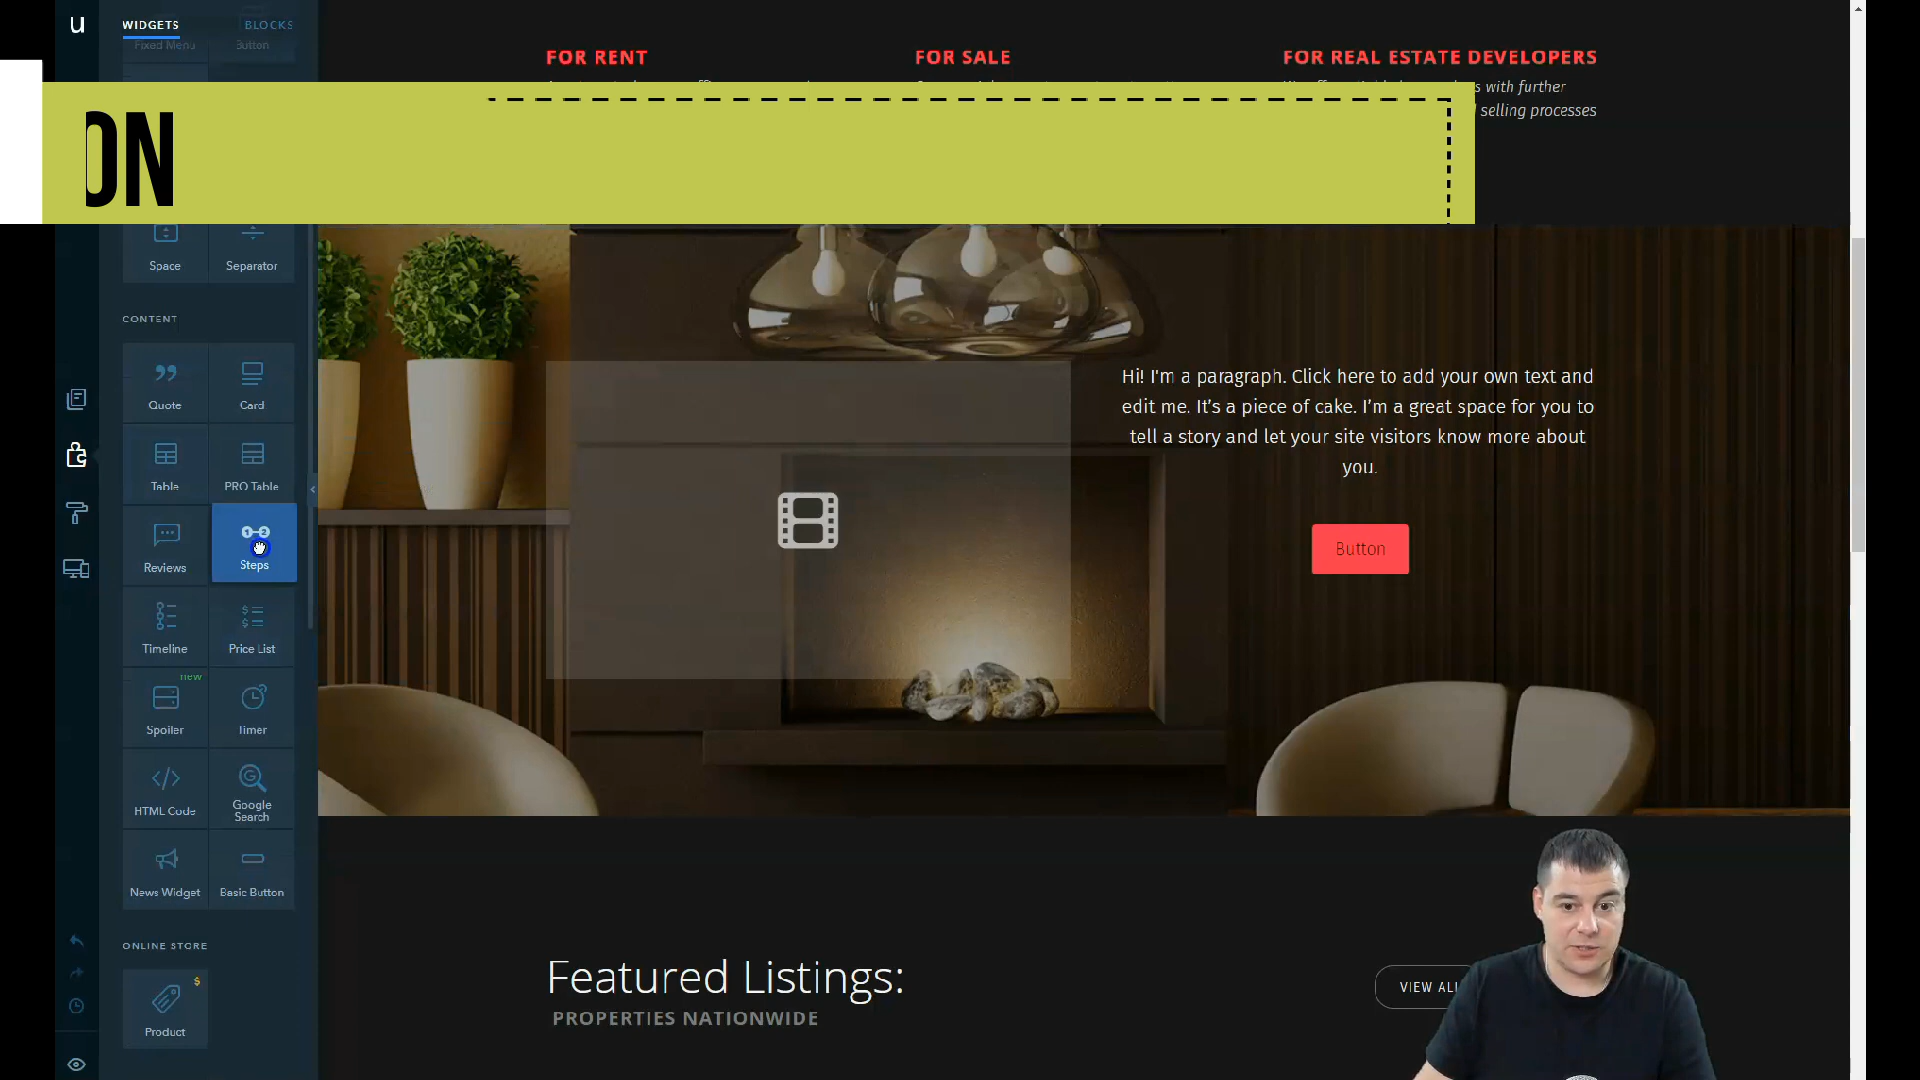 u
WIDGETS
BLOCKS
Fixed Menu
Button
FOR RENT
FOR SALE
FOR REAL ESTATE DEVELOPERS
with further
selling processes
ON
Space
Separator
CONTENT
Quote
Card
Table
PRO Table
Reviews
Steps
Timeline
Price List
new
Spoiler
Timer
HTML Code
Google
Search
News Widget
Basic Button
ONLINE STORE
$
Product
Hi! I'm a paragraph. Click here to add your own text and
edit me. It's a piece of cake. I'm a great space for you to
tell a story and let your site visitors know more about
you.
Button
Featured Listings:
PROPERTIES NATIONWIDE
VIEW ALL